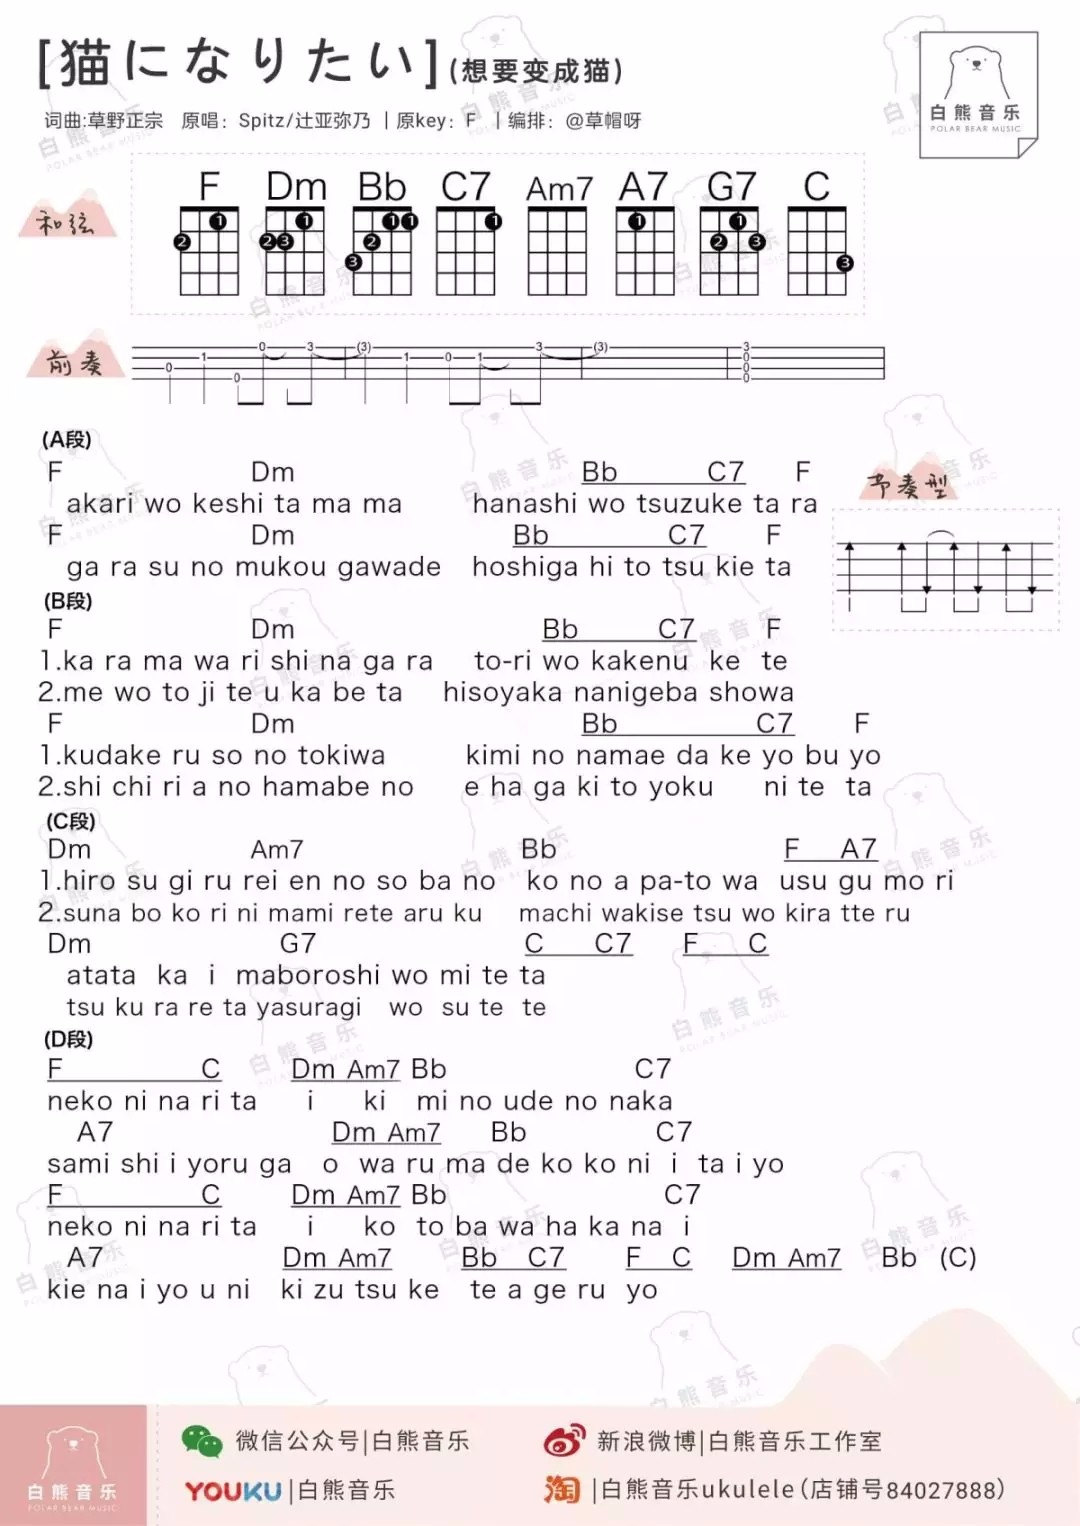 [猫になりたい](想要变成猫)
词曲:草野正宗 原唱：Spitz/辻亚弥乃 |原key：F |编排：@草帽呀
白熊音乐
POLAR BEAR MUSIC
和弦
F Dm Bb C7 Am7 A7 G7 C
前奏
0 1 0 0 3 (3) 1 0 1 3 (3) 3 0 0 0
(A段)
F Dm Bb C7 F
akari wo keshi ta ma ma hanashi wo tsuzuke ta ra
节奏型
F Dm Bb C7 F
ga ra su no mukou gawade hoshiga hi to tsu kie ta
(B段)
F Dm Bb C7 F
1.ka ra ma wa ri shi na ga ra to-ri wo kakenu ke te
2.me wo to ji te u ka be ta hisoyaka nanigeba showa
F Dm Bb C7 F
1.kudake ru so no tokiwa kimi no namae da ke yo bu yo
2.shi chi ri a no hamabe no e ha ga ki to yoku ni te ta
(C段)
Dm Am7 Bb F A7
1.hiro su gi ru rei en no so ba no ko no a pa-to wa usu gu mo ri
2.suna bo ko ri ni mami rete aru ku machi wakise tsu wo kira tte ru
Dm G7 C C7 F C
atata ka i maboroshi wo mi te ta
tsu ku ra re ta yasuragi wo su te te
(D段)
F C Dm Am7 Bb C7
neko ni na ri ta i ki mi no ude no naka
A7 Dm Am7 Bb C7
sami shi i yoru ga o wa ru ma de ko ko ni i ta i yo
F C Dm Am7 Bb C7
neko ni na ri ta i ko to ba wa ha ka na i
A7 Dm Am7 Bb C7 F C Dm Am7 Bb (C)
kie na i yo u ni ki zu tsu ke te a ge ru yo
白熊音乐
POLAR BEAR MUSIC
微信公众号|白熊音乐
新浪微博|白熊音乐工作室
YOUKU|白熊音乐
淘|白熊音乐ukulele(店铺号84027888)